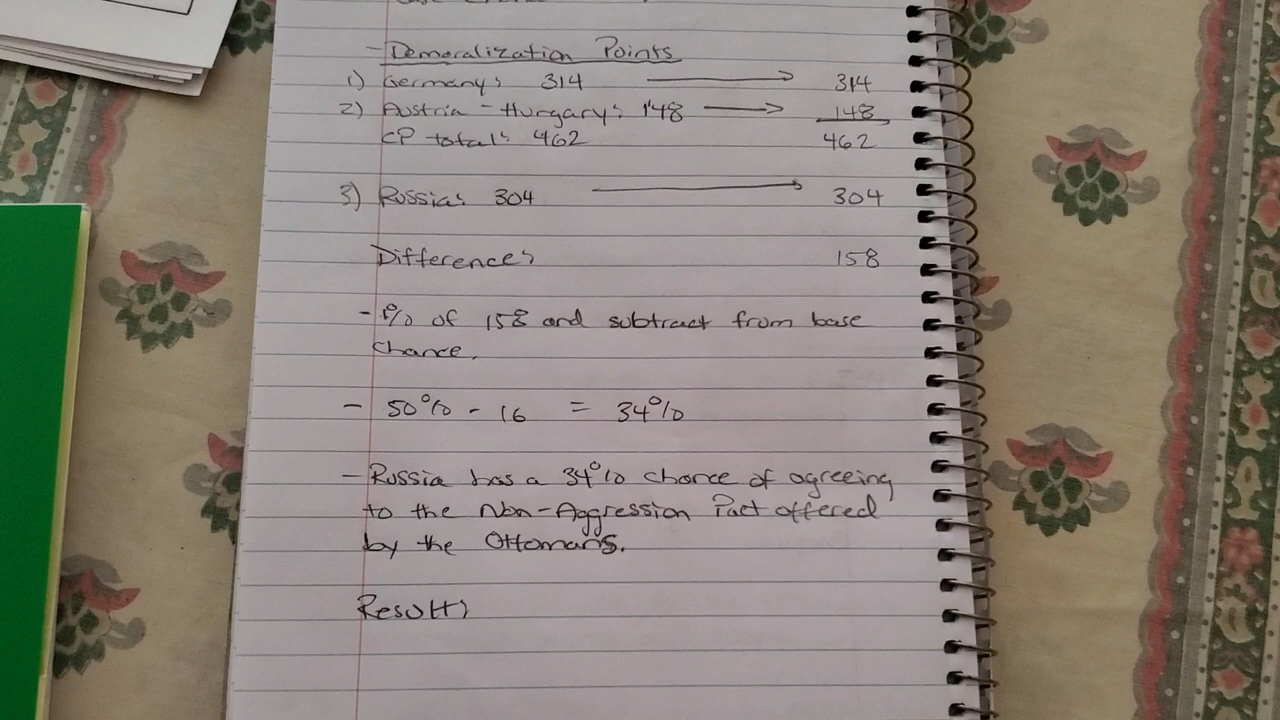 - Demoralization Points
1) Germany: 314 → 314
2) Austria-Hungary: 148 → 148
CP total: 462 462
3) Russia: 304 → 304
Difference: 158
- % of 158 and subtract from base
chance.
- 50% - 16 = 34%
- Russia has a 34% chance of agreeing
to the Non-Aggression Pact offered
by the Ottomans.
Result: